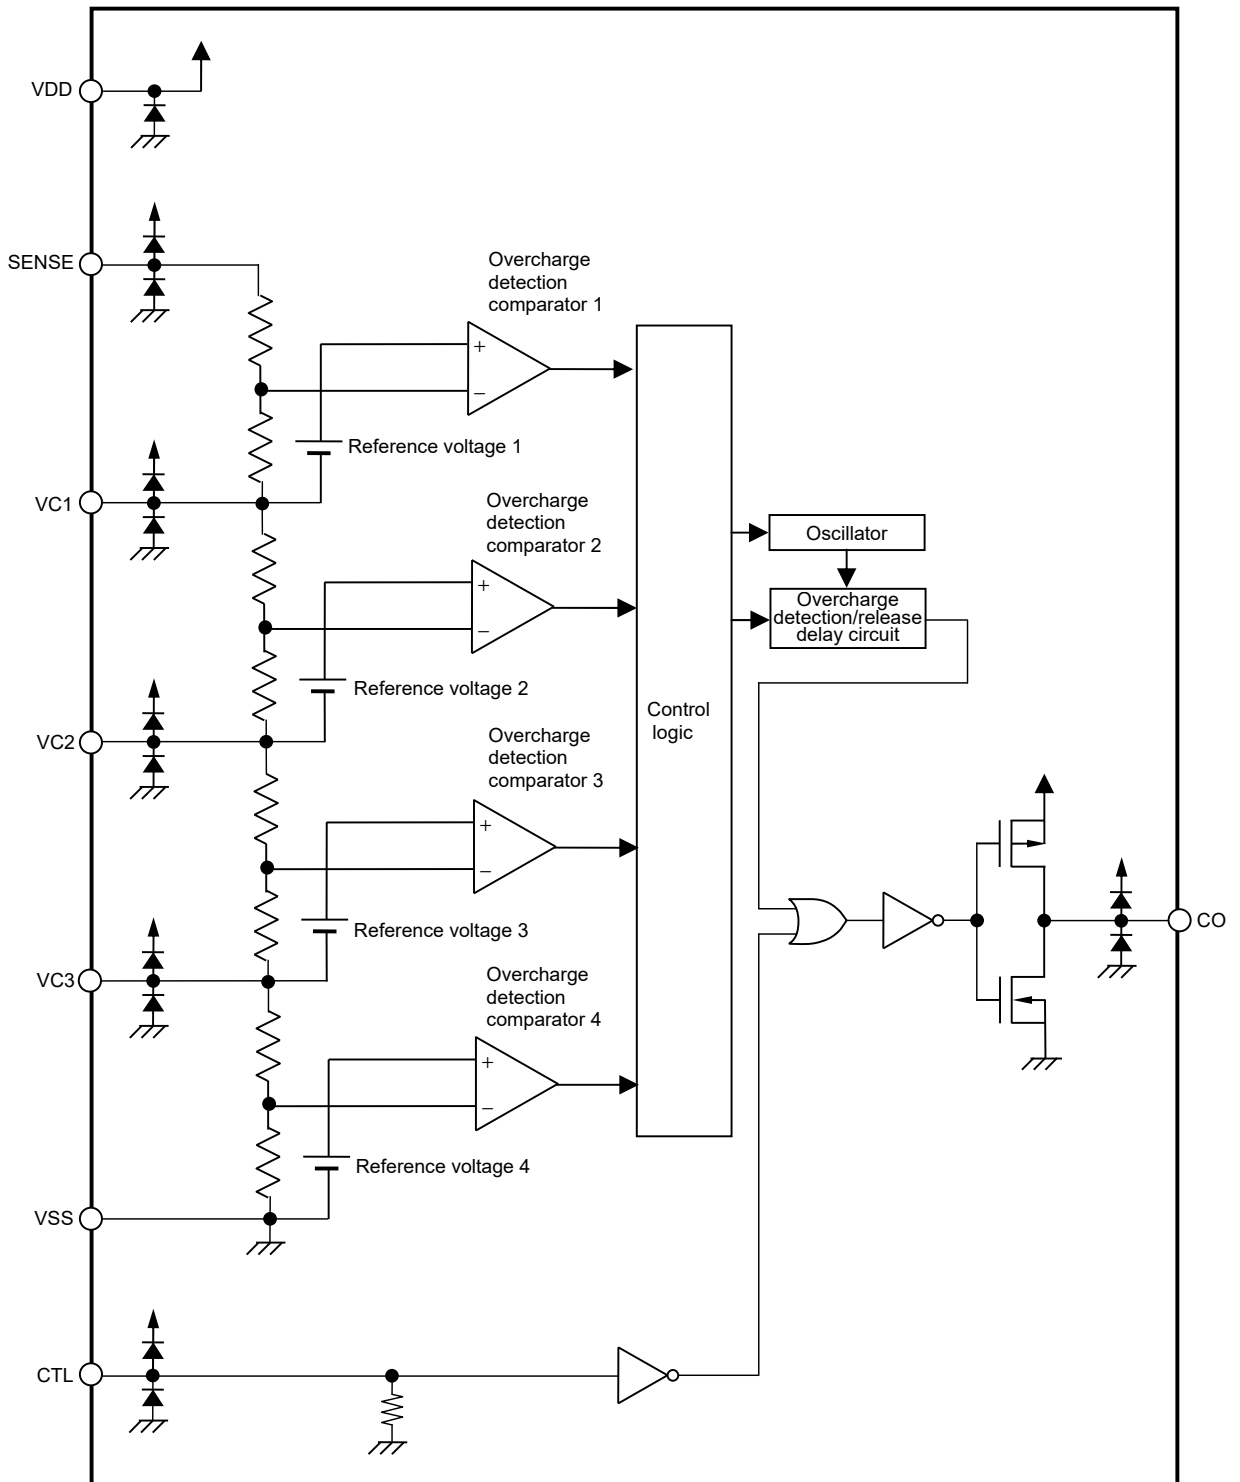 VDD
SENSE
Overcharge
detection
comparator 1
+
−
Reference voltage 1
VC1
Overcharge
detection
comparator 2
+
−
Oscillator
Overcharge
detection/release
delay circuit
Reference voltage 2
Control
logic
VC2
Overcharge
detection
comparator 3
+
−
Reference voltage 3
CO
VC3
Overcharge
detection
comparator 4
+
−
Reference voltage 4
VSS
CTL